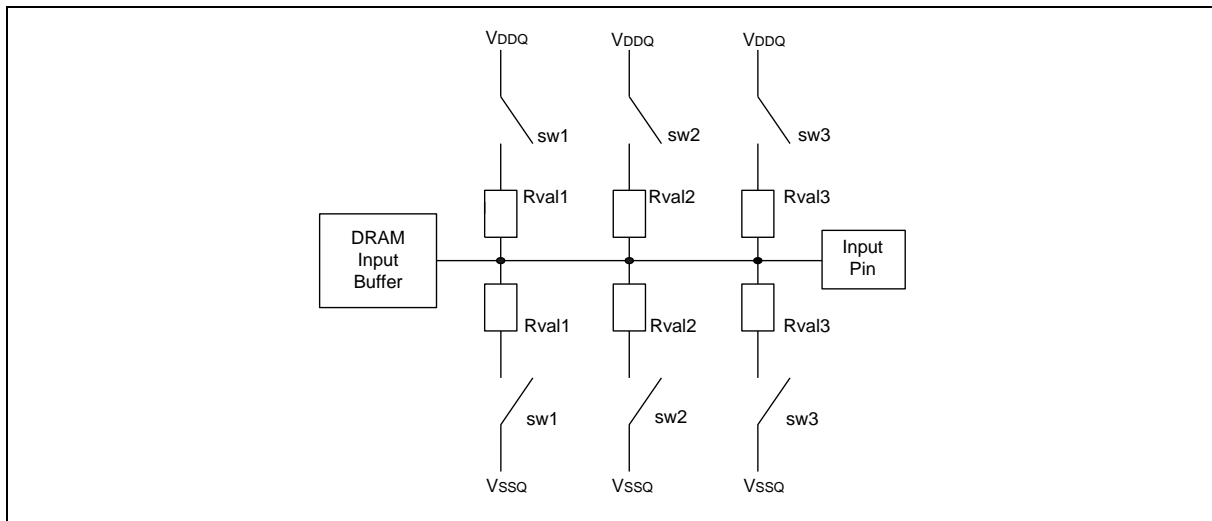 VDDQ VDDQ VDDQ
sw1 sw2 sw3
Rval1 Rval2 Rval3
DRAM
Input
Buffer
Input
Pin
Rval1 Rval2 Rval3
sw1 sw2 sw3
VSSQ VSSQ VSSQ